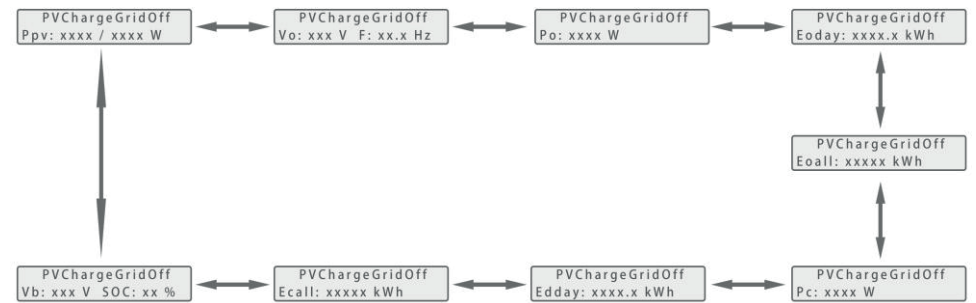 PVChargeGridOff
Ppv: xxxx / xxxx W
PVChargeGridOff
Vo: xxx V F: xx.x Hz
PVChargeGridOff
Po: xxxx W
PVChargeGridOff
Eoday: xxxx.x kWh
PVChargeGridOff
Eoall: xxxxx kWh
PVChargeGridOff
Vb: xxx V SOC: xx %
PVChargeGridOff
Ecall: xxxxx kWh
PVChargeGridOff
Edday: xxxx.x kWh
PVChargeGridOff
Pc: xxxx W